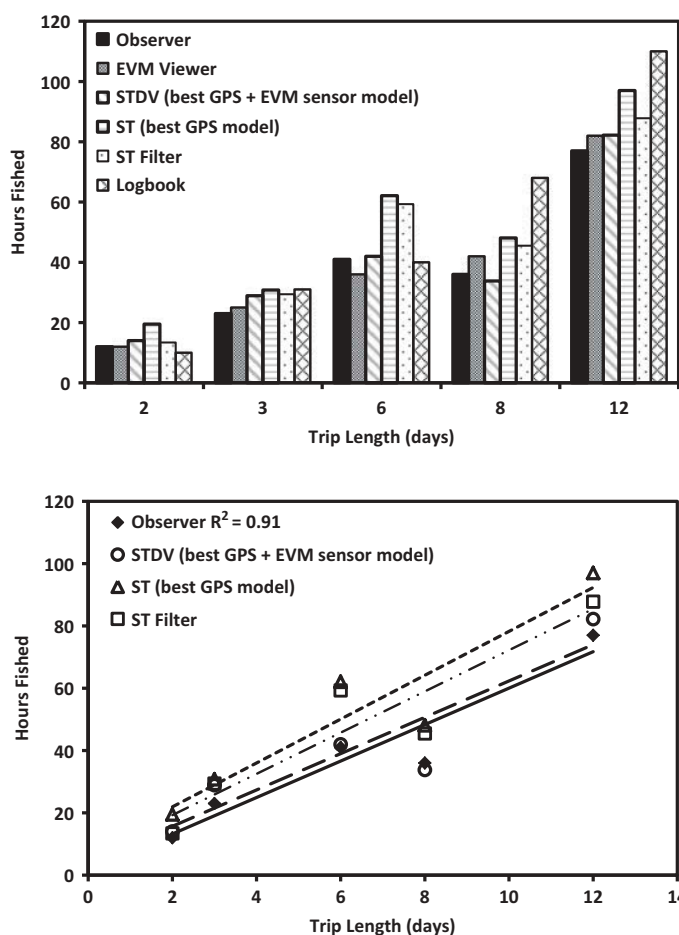 120
100
80
60
40
20
0
Hours Fished
Observer
EVM Viewer
STDV (best GPS + EVM sensor model)
ST (best GPS model)
ST Filter
Logbook
2 3 6 8 12
Trip Length (days)
120
100
80
60
40
20
0
Hours Fished
Observer R² = 0.91
STDV (best GPS + EVM sensor model)
ST (best GPS model)
ST Filter
0 2 4 6 8 10 12 14
Trip Length (days)